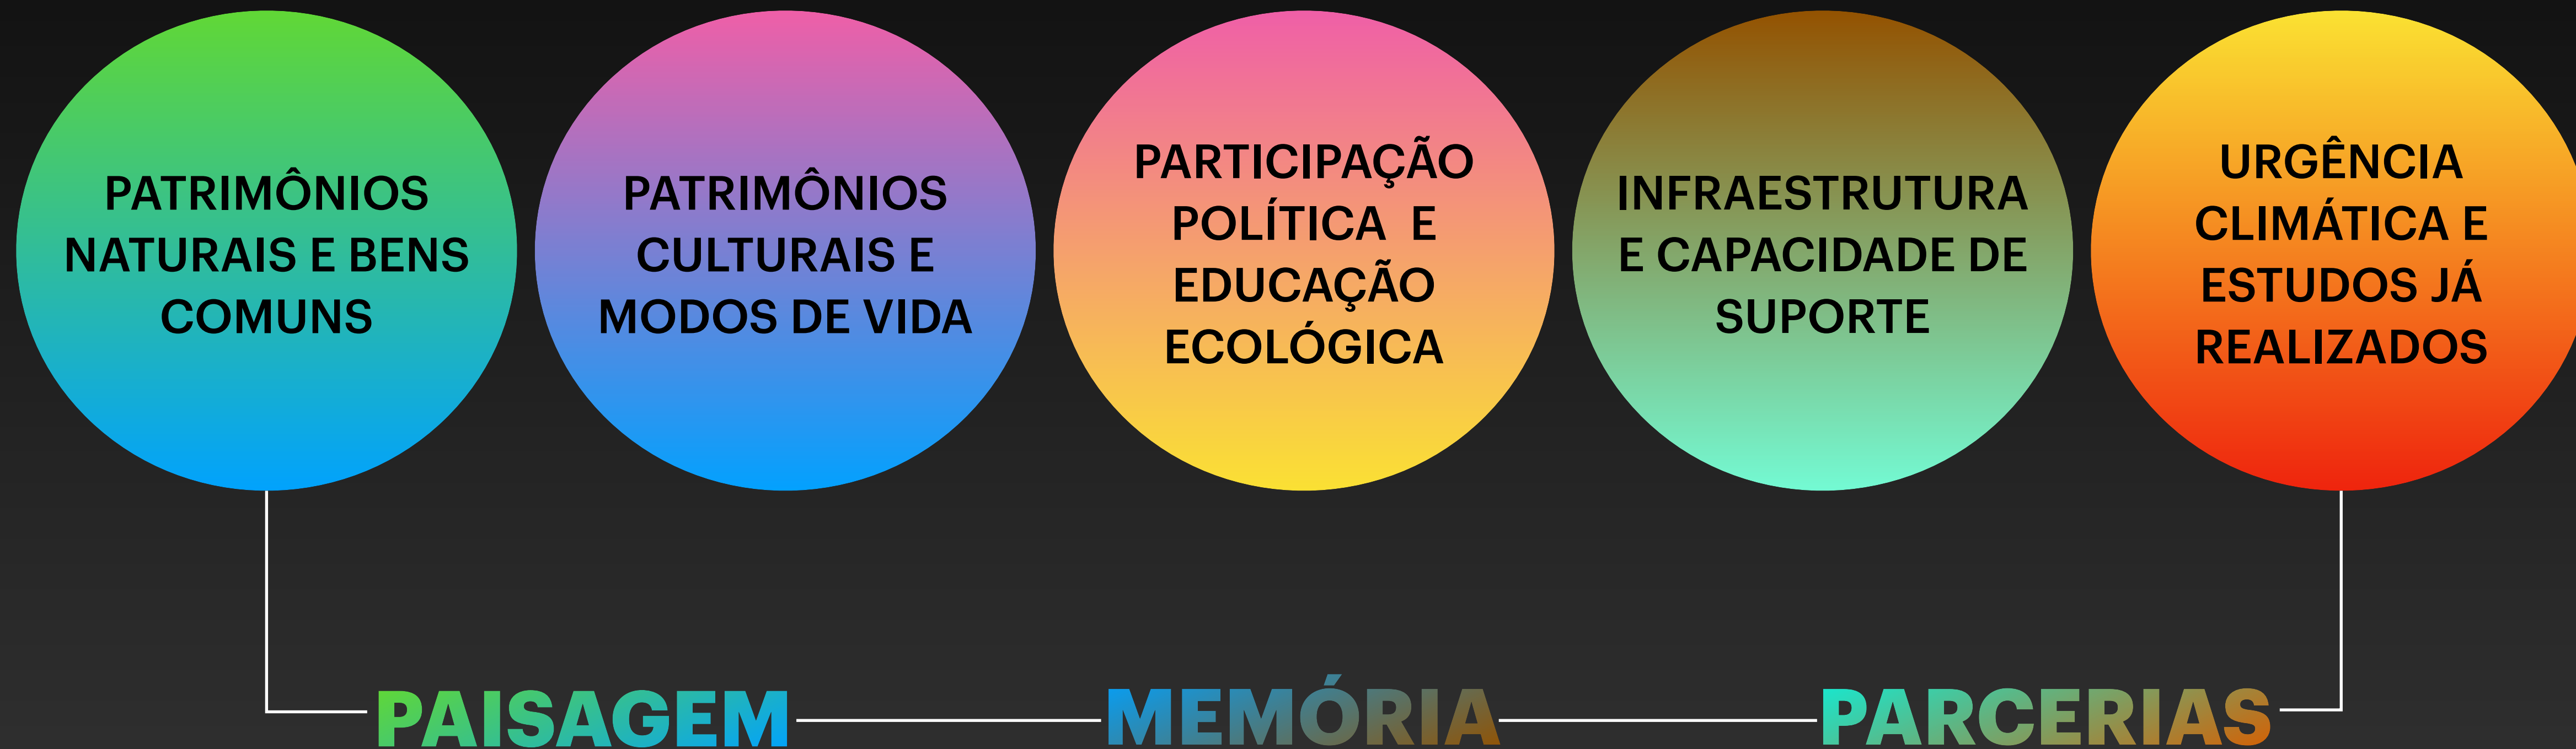 PATRIMÔNIOS
NATURAIS E BENS
COMUNS
PATRIMÔNIOS
CULTURAIS E
MODOS DE VIDA
PARTICIPAÇÃO
POLÍTICA E
EDUCAÇÃO
ECOLÓGICA
INFRAESTRUTURA
E CAPACIDADE DE
SUPORTE
URGÊNCIA
CLIMÁTICA E
ESTUDOS JÁ
REALIZADOS
PAISAGEM
MEMÓRIA
PARCERIAS